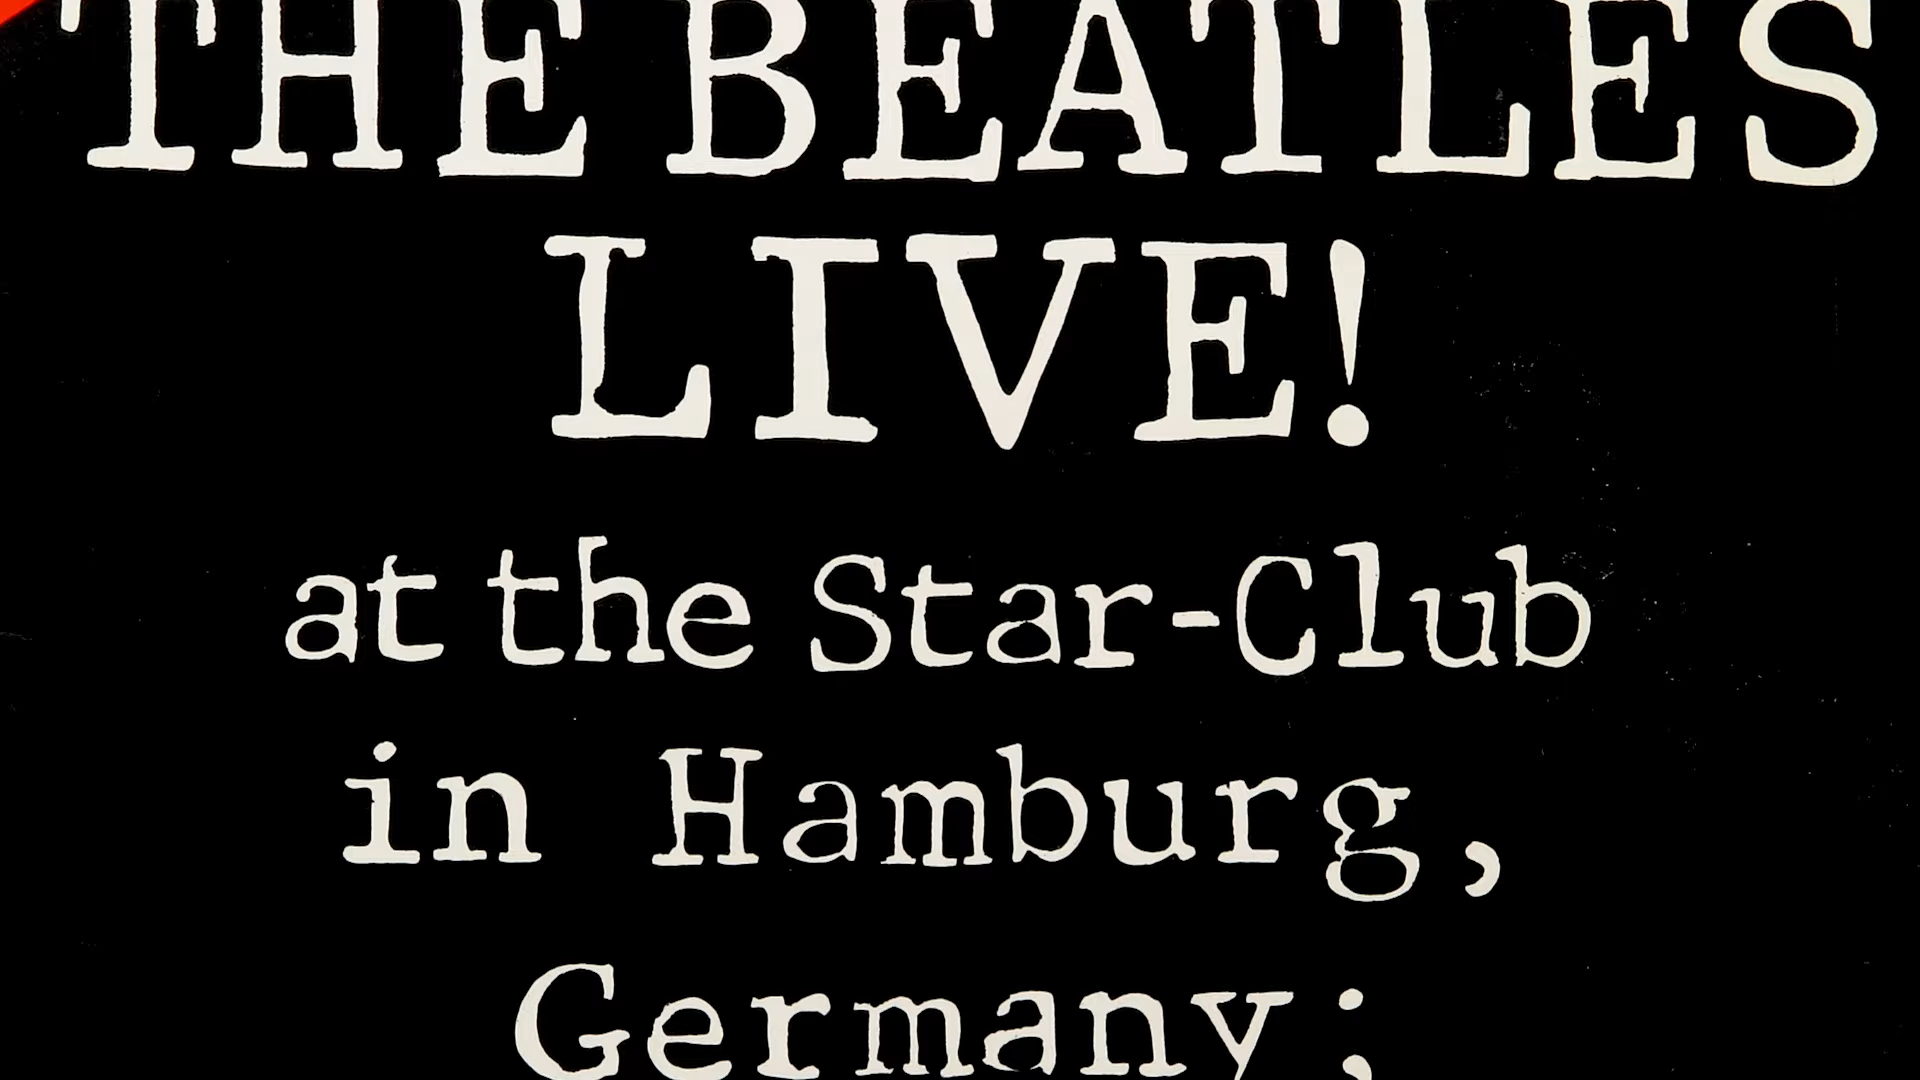 THE BEATLES
LIVE!
at the Star-Club
in Hamburg,
Germany;